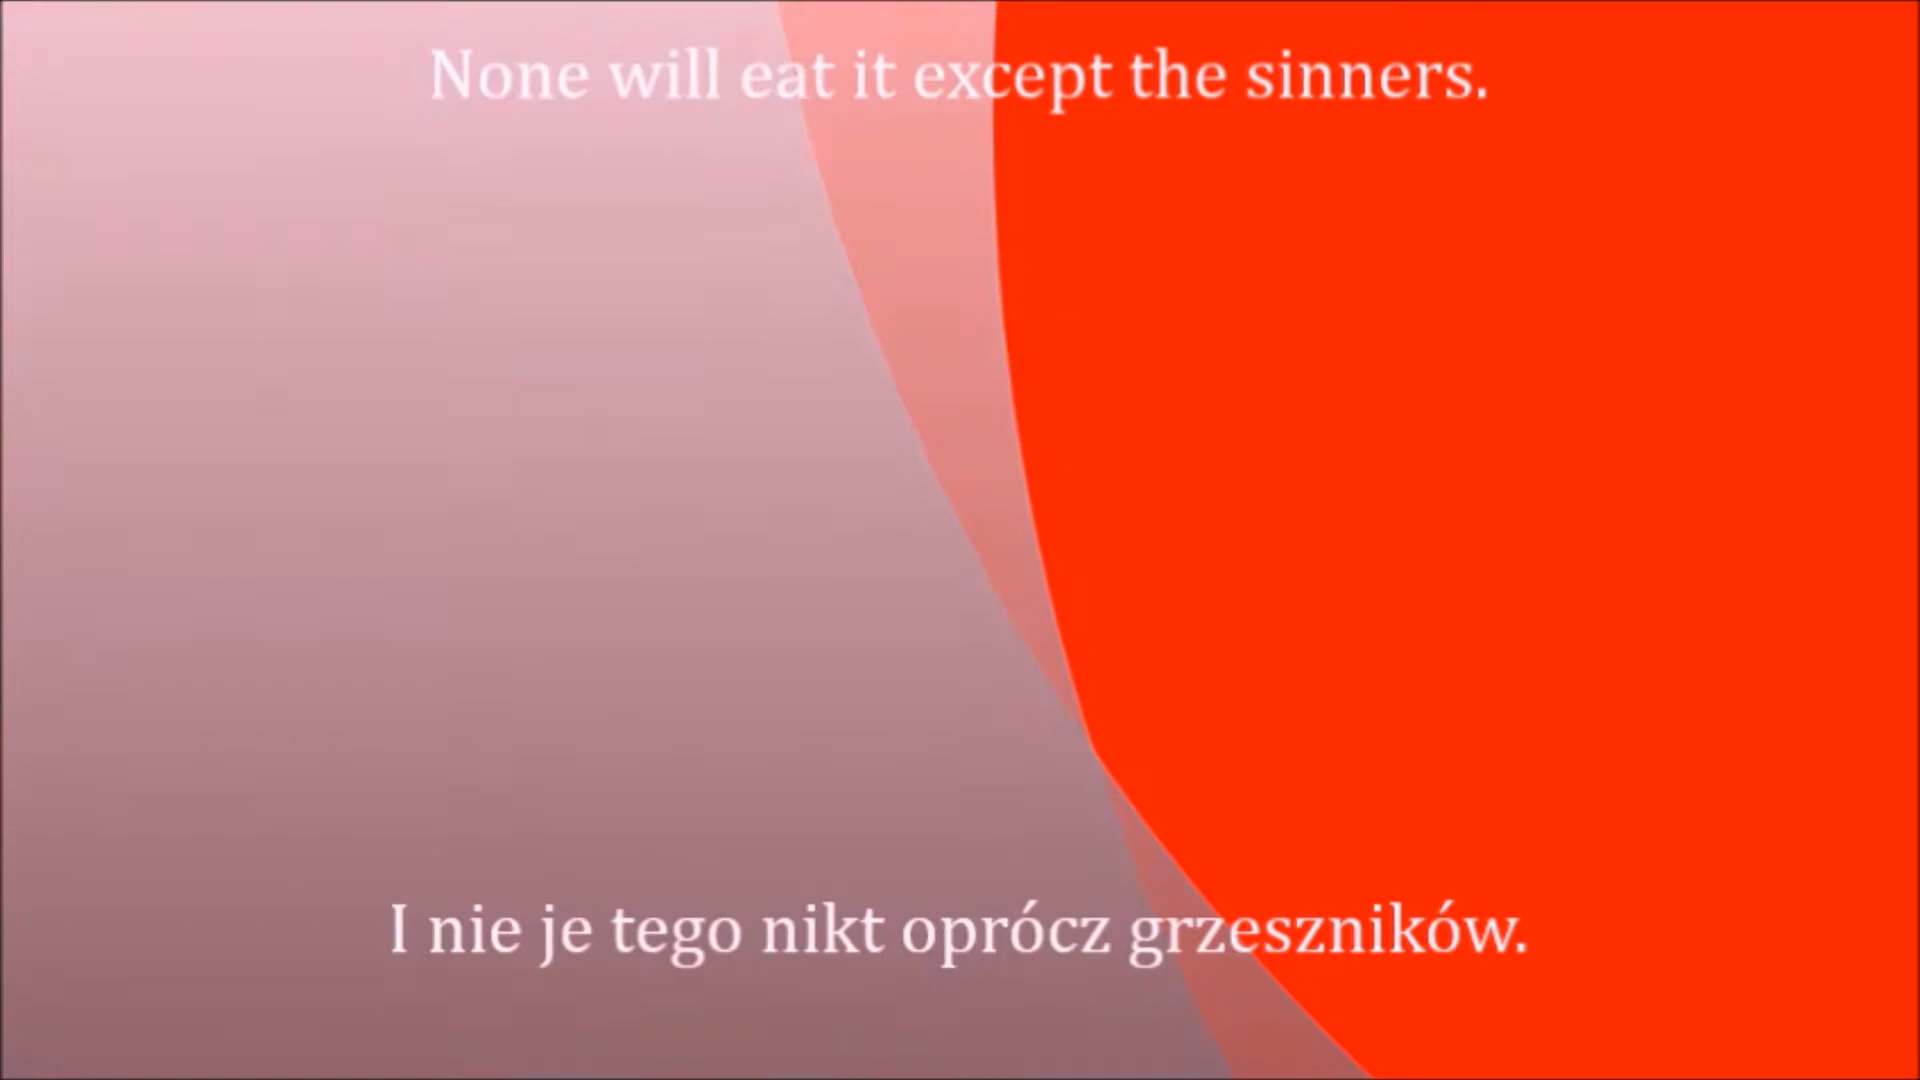 None will eat it except the sinners.
I nie je tego nikt oprócz grzeszników.